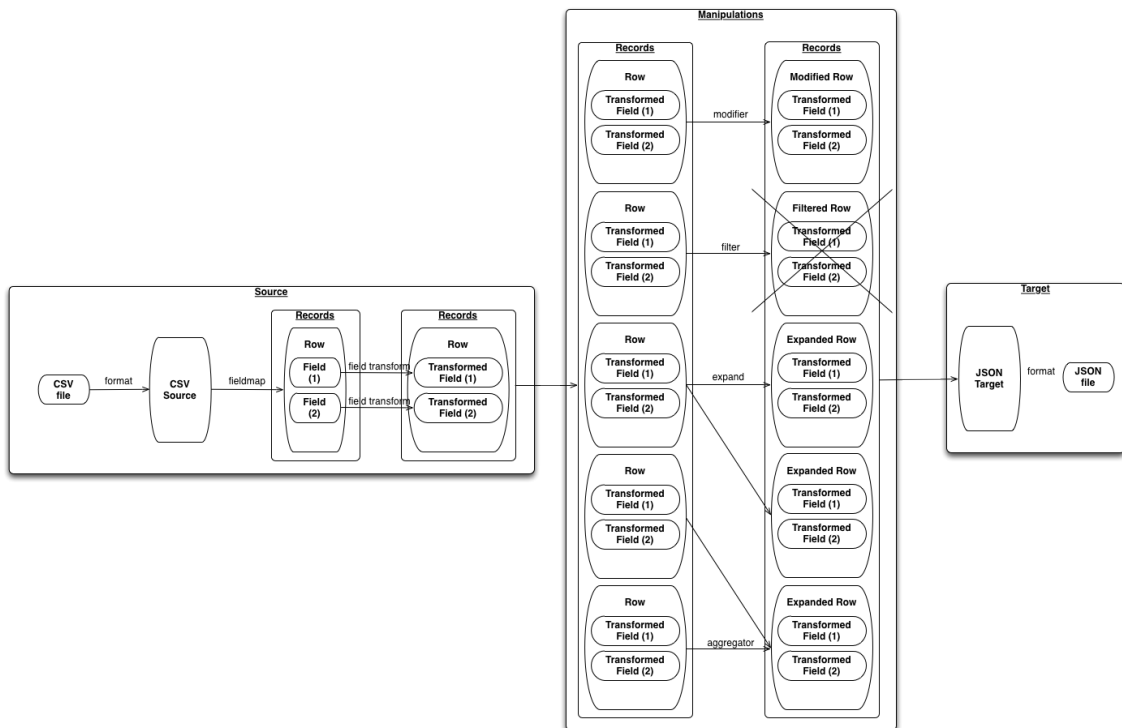 Manipulations
Records
Row
Transformed
Field (1)
Transformed
Field (2)
Row
Transformed
Field (1)
Transformed
Field (2)
Row
Transformed
Field (1)
Transformed
Field (2)
Row
Transformed
Field (1)
Transformed
Field (2)
Row
Transformed
Field (1)
Transformed
Field (2)
modifier
filter
expand
aggregator
Records
Modified Row
Transformed
Field (1)
Transformed
Field (2)
Filtered Row
Transformed
Field (1)
Transformed
Field (2)
Expanded Row
Transformed
Field (1)
Transformed
Field (2)
Expanded Row
Transformed
Field (1)
Transformed
Field (2)
Expanded Row
Transformed
Field (1)
Transformed
Field (2)
Source
CSV
file
format
CSV
Source
fieldmap
Records
Row
Field
(1)
Field
(2)
field transform
field transform
Records
Row
Transformed
Field (1)
Transformed
Field (2)
Target
JSON
Target
format
JSON
file